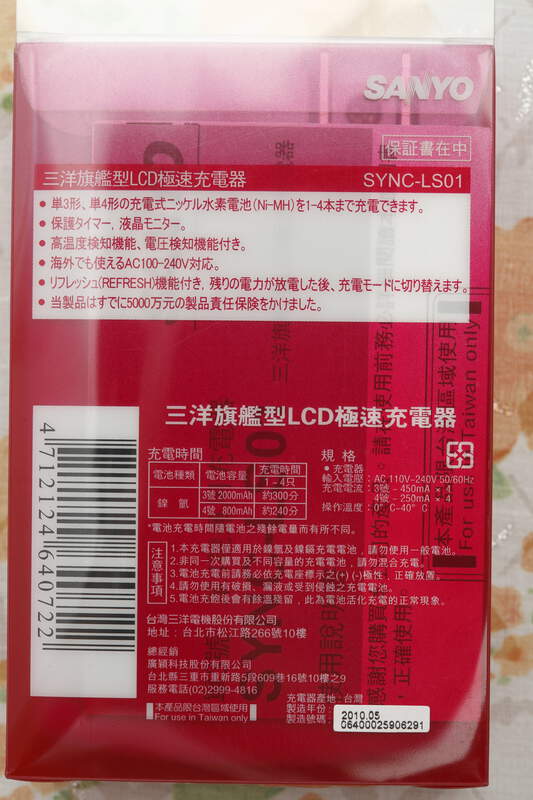 SANYO
保証書在中
三洋旗艦型LCD極速充電器 SYNC-LS01
• 単3形、単4形の充電式ニッケル水素電池(Ni-MH)を1-4本まで充電できます。
• 保護タイマー, 液晶モニター。
• 高温度検知機能、電圧検知機能付き。
• 海外でも使えるAC100-240V対応。
• リフレッシュ(REFRESH)機能付き, 残りの電力が放電した後、充電モードに切り替えます。
• 当製品はすでに5000万元の製品責任保険をかけました。
三洋旗艦型LCD極速充電器
充電時間
電池種類 電池容量 充電時間
1－4只
鎳 氫 3號 2000mAh 約300分
4號 800mAh 約240分
*電池充電時間隨電池之殘餘電量而有所不同。
規 格
• 充電器
輸入電壓：AC 110V-240V 50/60Hz
充電電流：3號 －450mA × 4
4號 －250mA × 4
操作溫度：0°C-40°C
注意事項
1.本充電器僅適用於鎳氫及鎳鎘充電電池，請勿使用一般電池。
2.非同一次購買及不同容量的充電電池，請勿混合充電。
3.電池充電前請務必依充電座標示之(+) (-)極性，正確放置。
4.請勿使用有破損、漏液或受到侵蝕之充電電池。
5.電池充飽後會有餘溫殘留，此為電池活化充電的正常現象。
台灣三洋電機股份有限公司
地址：台北市松江路266號10樓
總經銷
廣穎科技股份有限公司
台北縣三重市重新路5段609巷16號10樓之9
服務電話(02)2999-4816
本產品限台灣區域使用
For use in Taiwan only
充電器產地：台灣
製造年份： 2010.05
製造號碼： 06400025906291
4712124640722
For use in Taiwan only